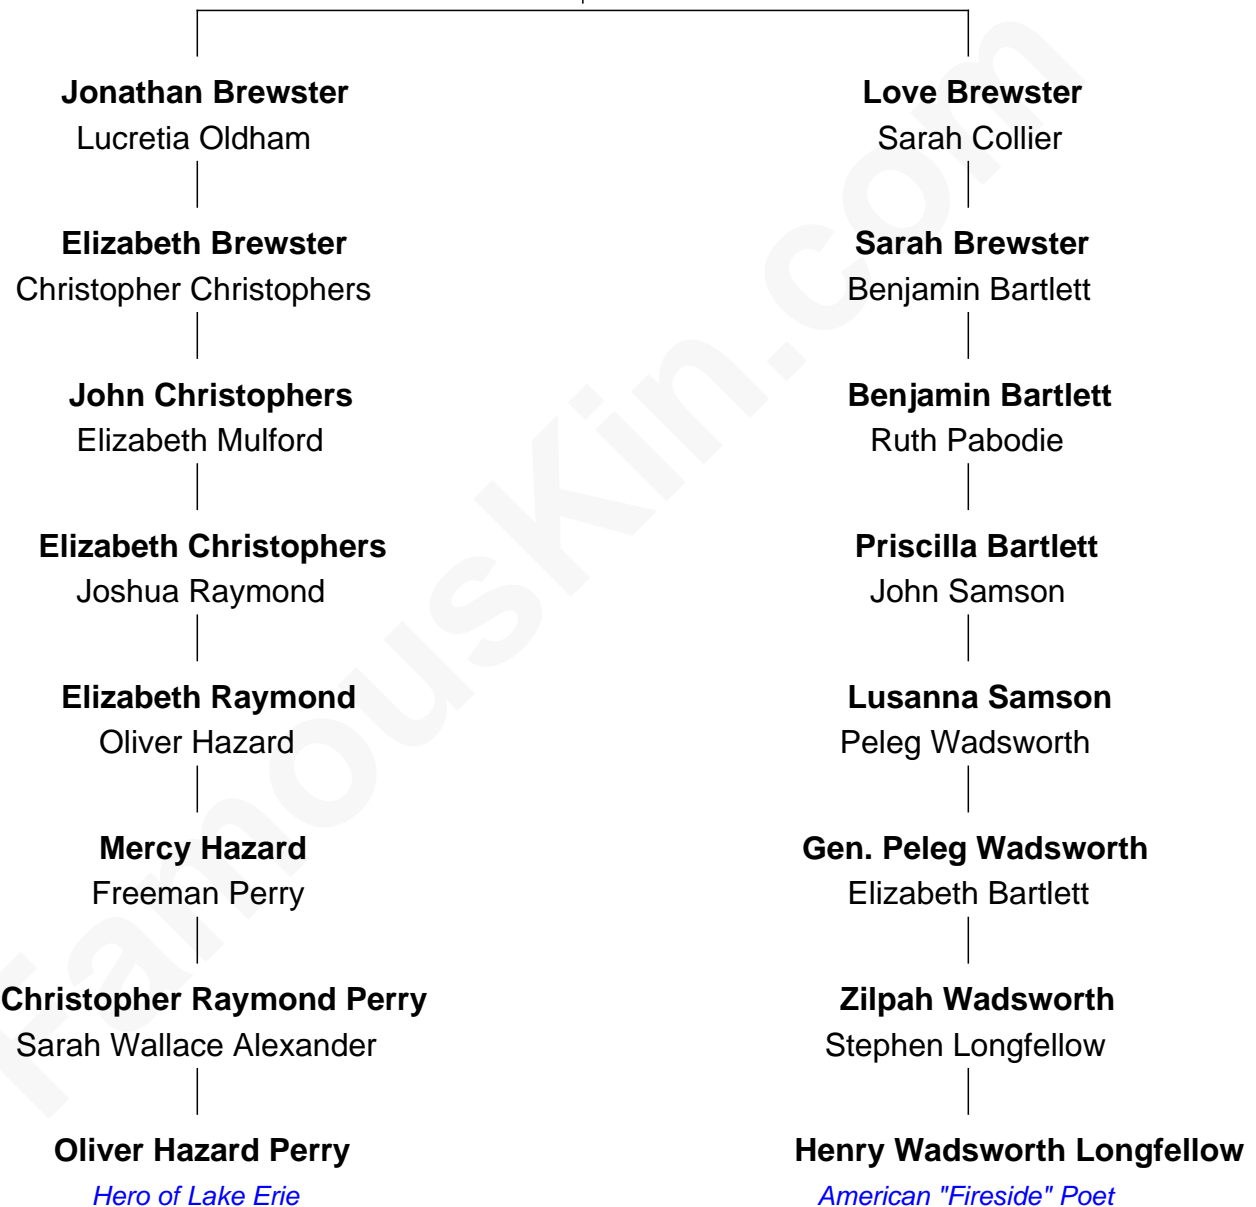 Jonathan Brewster
Lucretia Oldham
Elizabeth Brewster
Christopher Christophers
John Christophers
Elizabeth Mulford
Elizabeth Christophers
Joshua Raymond
Elizabeth Raymond
Oliver Hazard
Mercy Hazard
Freeman Perry
Christopher Raymond Perry
Sarah Wallace Alexander
Oliver Hazard Perry
Hero of Lake Erie
Love Brewster
Sarah Collier
Sarah Brewster
Benjamin Bartlett
Benjamin Bartlett
Ruth Pabodie
Priscilla Bartlett
John Samson
Lusanna Samson
Peleg Wadsworth
Gen. Peleg Wadsworth
Elizabeth Bartlett
Zilpah Wadsworth
Stephen Longfellow
Henry Wadsworth Longfellow
American "Fireside" Poet
FamousKin.com